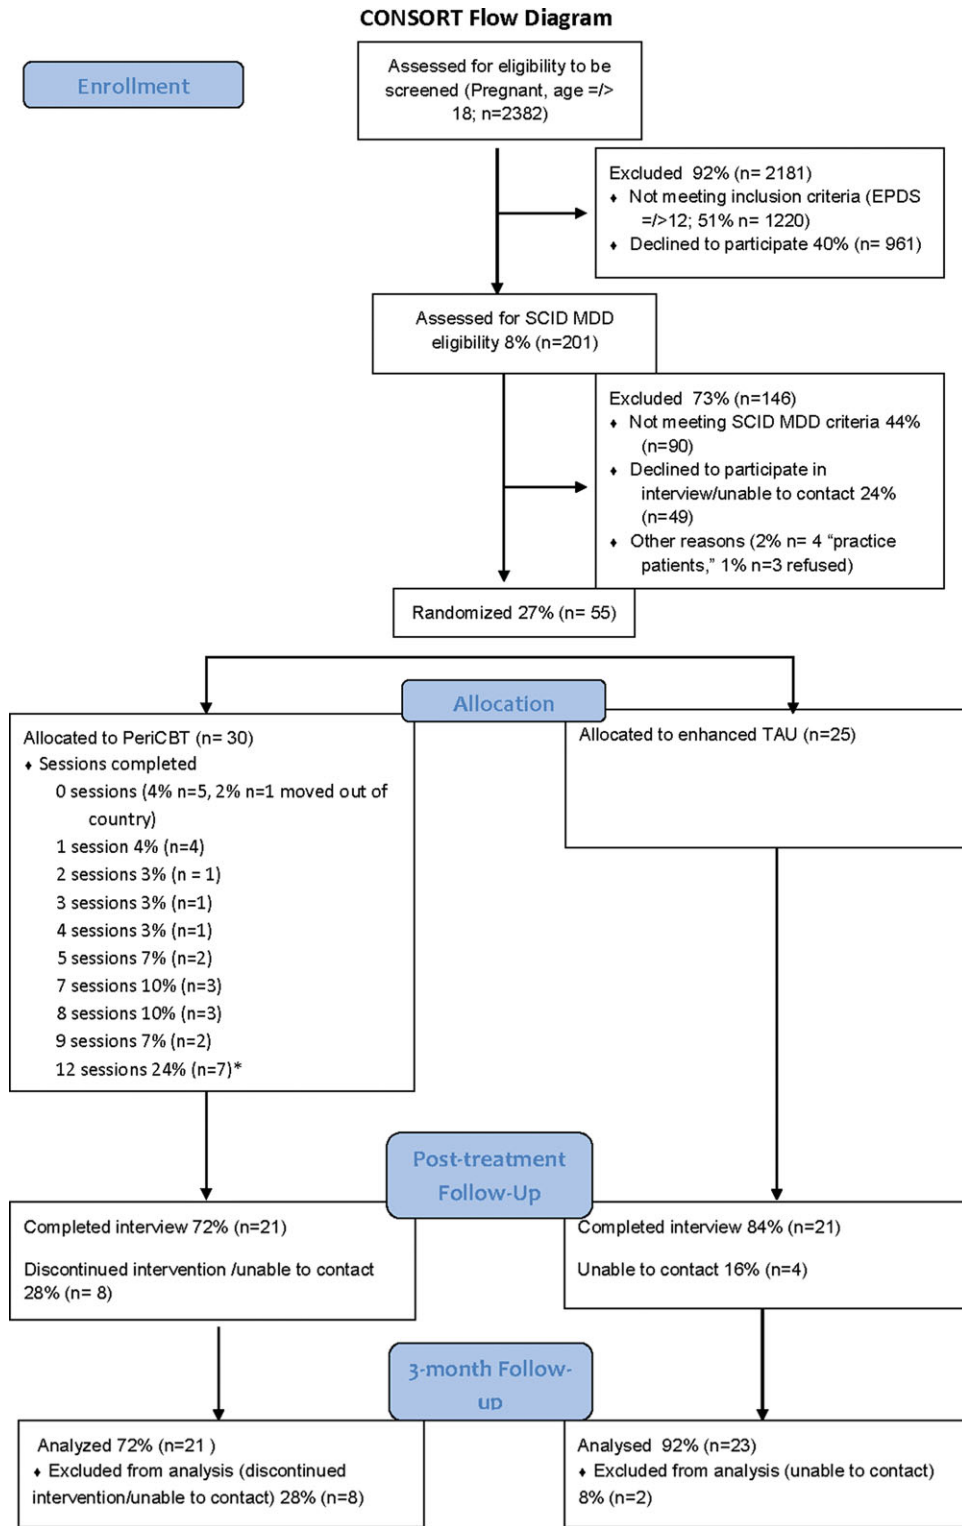 CONSORT Flow Diagram
Enrollment
Assessed for eligibility to be
screened (Pregnant, age =/>
18; n=2382)
Excluded 92% (n= 2181)
♦ Not meeting inclusion criteria (EPDS
=/>12; 51% n= 1220)
♦ Declined to participate 40% (n= 961)
Assessed for SCID MDD
eligibility 8% (n=201)
Excluded 73% (n=146)
♦ Not meeting SCID MDD criteria 44%
(n=90)
♦ Declined to participate in
interview/unable to contact 24%
(n=49)
♦ Other reasons (2% n= 4 “practice
patients,” 1% n=3 refused)
Randomized 27% (n= 55)
Allocation
Allocated to PeriCBT (n= 30)
♦ Sessions completed
0 sessions (4% n=5, 2% n=1 moved out of
country)
1 session 4% (n=4)
2 sessions 3% (n = 1)
3 sessions 3% (n=1)
4 sessions 3% (n=1)
5 sessions 7% (n=2)
7 sessions 10% (n=3)
8 sessions 10% (n=3)
9 sessions 7% (n=2)
12 sessions 24% (n=7)*
Allocated to enhanced TAU (n=25)
Post-treatment
Follow-Up
Completed interview 72% (n=21)
Discontinued intervention /unable to contact
28% (n= 8)
Completed interview 84% (n=21)
Unable to contact 16% (n=4)
3-month Follow-
up
Analyzed 72% (n=21 )
♦ Excluded from analysis (discontinued
intervention/unable to contact) 28% (n=8)
Analysed 92% (n=23)
♦ Excluded from analysis (unable to contact)
8% (n=2)